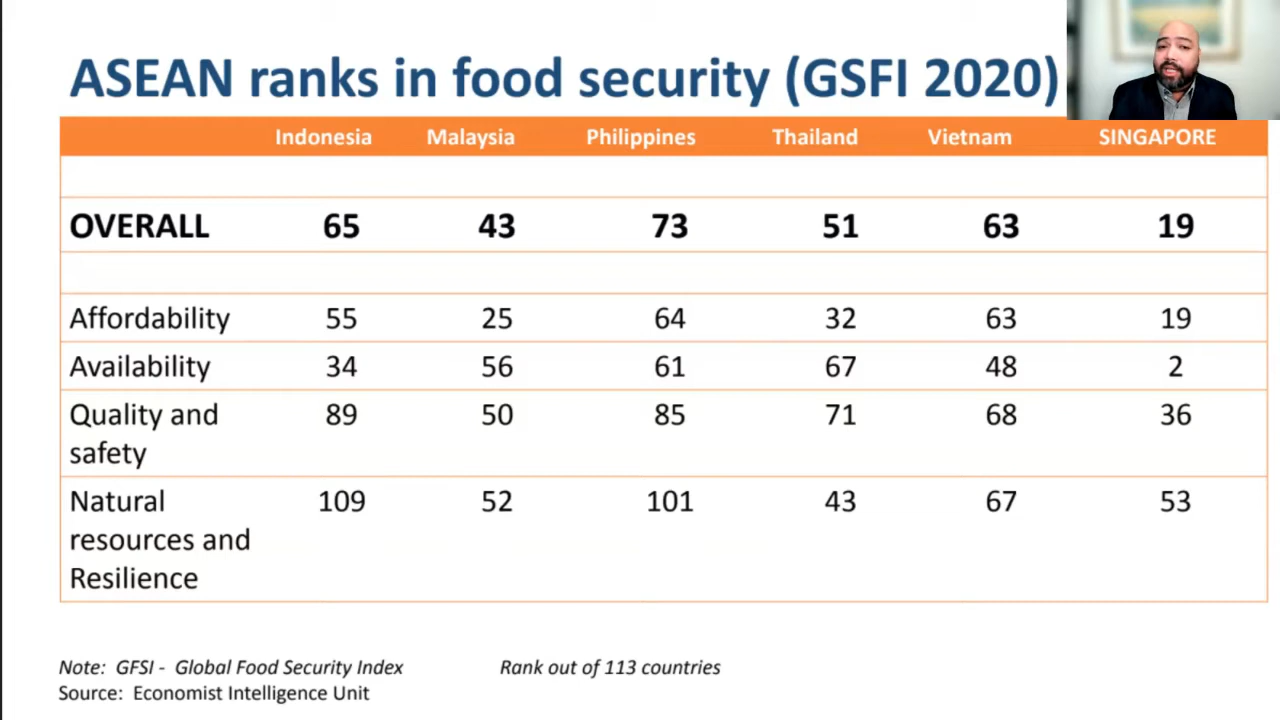 ASEAN ranks in food security (GSFI 2020)
Indonesia Malaysia Philippines Thailand Vietnam SINGAPORE
OVERALL 65 43 73 51 63 19
Affordability 55 25 64 32 63 19
Availability 34 56 61 67 48 2
Quality and 89 50 85 71 68 36
safety
Natural 109 52 101 43 67 53
resources and
Resilience
Note: GFSI - Global Food Security Index Rank out of 113 countries
Source: Economist Intelligence Unit